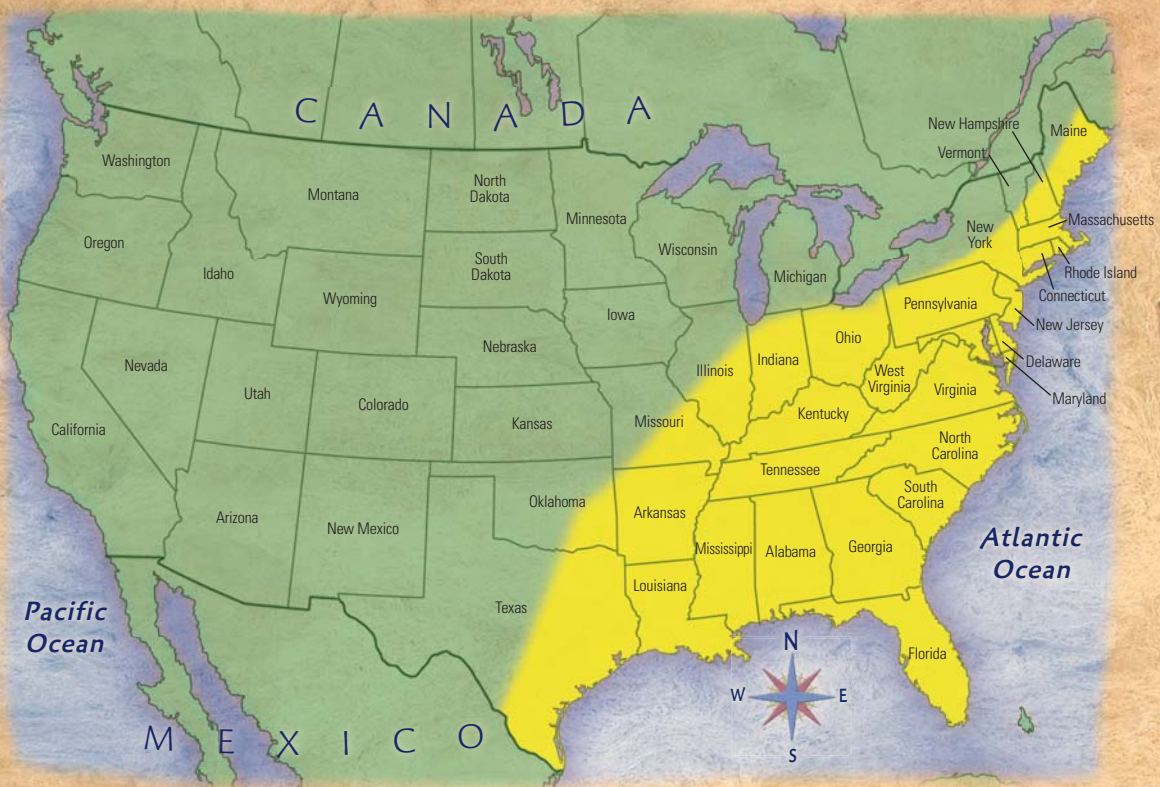 C A N A D A
New Hampshire
Maine
Vermont
Washington
Montana
North
Dakota
Minnesota
Massachusetts
New
York
Oregon
Wisconsin
South
Dakota
Idaho
Michigan
Rhode Island
Wyoming
Connecticut
Pennsylvania
Iowa
New Jersey
Ohio
Nebraska
Indiana
Delaware
Nevada
Illinois
West
Virginia
Virginia
Utah
Colorado
Maryland
Kentucky
Missouri
Kansas
California
North
Carolina
Tennessee
South
Carolina
Oklahoma
Arkansas
Arizona
New Mexico
Mississippi
Alabama
Georgia
Atlantic
Ocean
Louisiana
Texas
Pacific
Ocean
N
Florida
W
E
M E X I C O
S